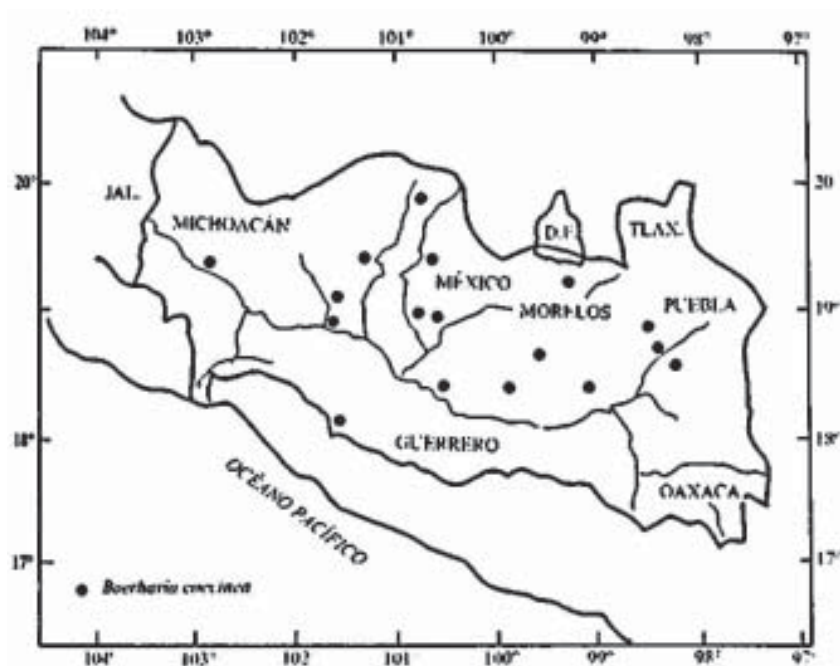 104° 103° 102° 101° 100° 99° 98° 97°
20° 20
JAL.
MICHOACÁN
D.F.
TLAX.
MÉXICO
MORELOS
PUEBLA
19°
18° 18°
GUERRERO
OAXACA
OCÉANO PACÍFICO
17° 17°
Boerhavia coccinea
104° 103° 102° 101 100° 99° 98° 97°